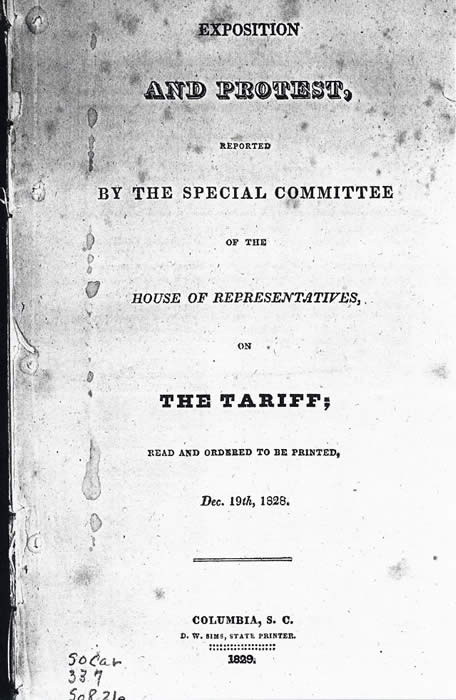 EXPOSITION
AND PROTEST,
REPORTED
BY THE SPECIAL COMMITTEE
OF THE
HOUSE OF REPRESENTATIVES,
ON
THE TARIFF;
READ AND ORDERED TO BE PRINTED,
Dec. 19th, 1828.
COLUMBIA, S. C.
D. W. SIMS, STATE PRINTER.
1829.
SoCar
337